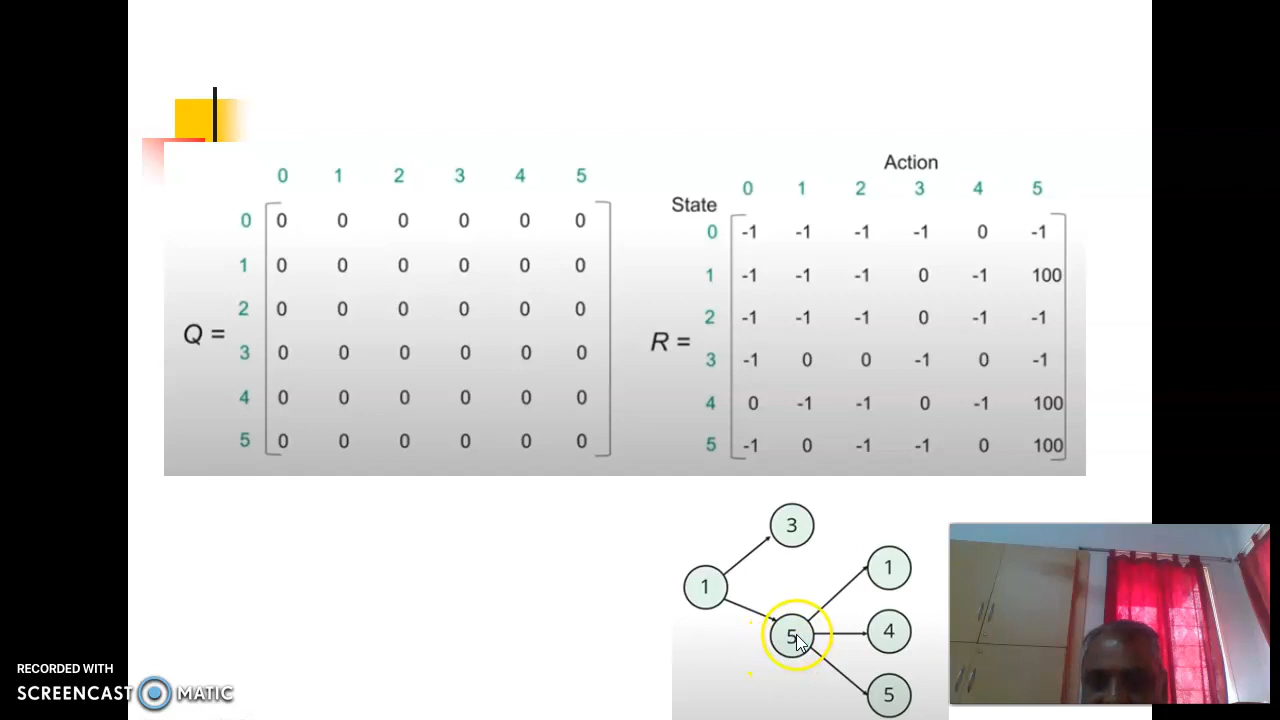 0 1 2 3 4 5
0 0 0 0 0 0 0
1 0 0 0 0 0 0
2 0 0 0 0 0 0
Q =
3 0 0 0 0 0 0
4 0 0 0 0 0 0
5 0 0 0 0 0 0
Action
0 1 2 3 4 5
State
0 -1 -1 -1 -1 0 -1
1 -1 -1 -1 0 -1 100
2 -1 -1 -1 0 -1 -1
R =
3 -1 0 0 -1 0 -1
4 0 -1 -1 0 -1 100
5 -1 0 -1 -1 0 100
3
1
1
5
4
5
RECORDED WITH
SCREENCAST MATIC